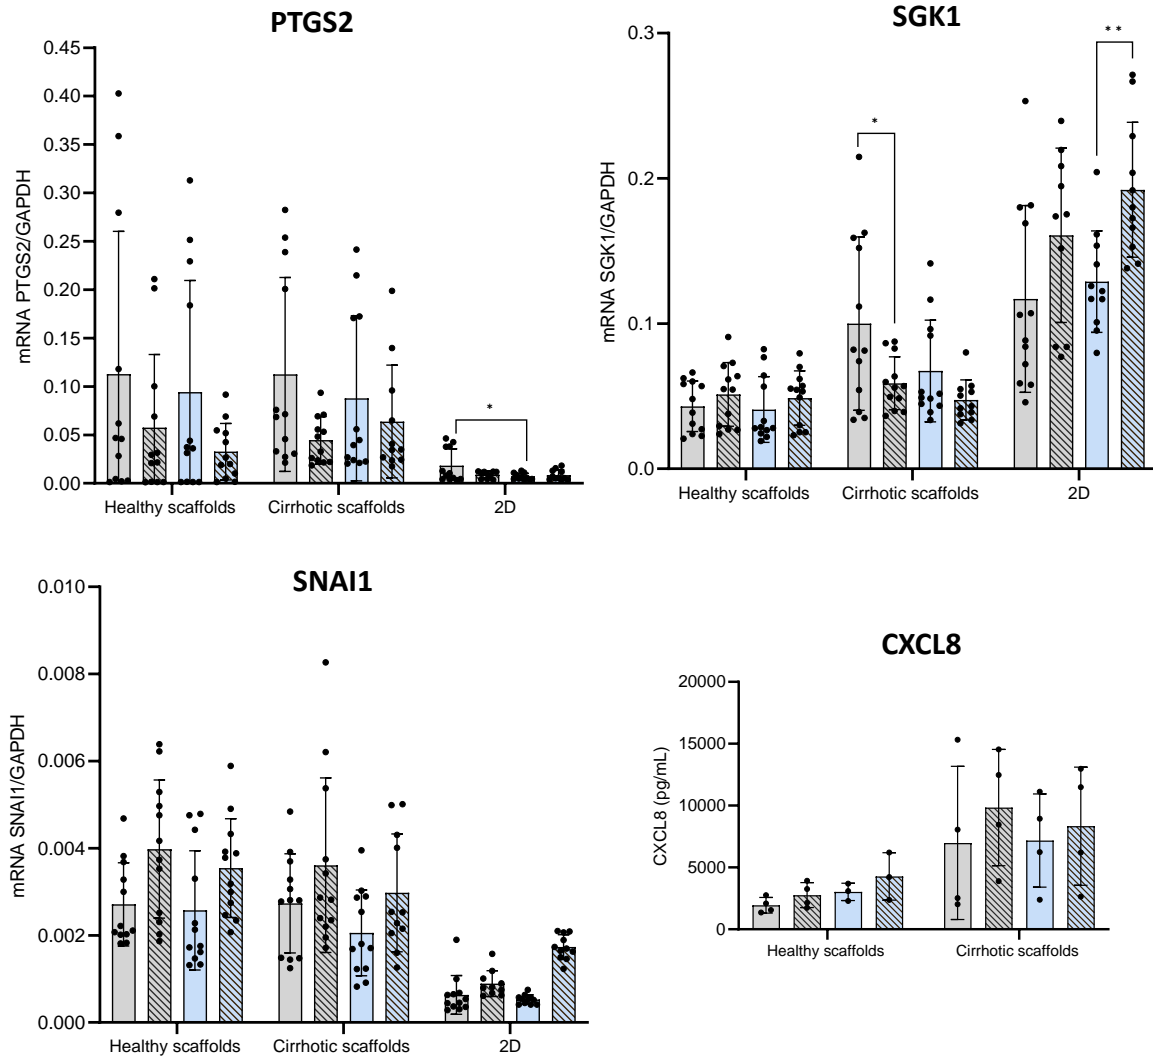 PTGS2
mRNA PTGS2/GAPDH
0.45
0.40
0.35
0.30
0.25
0.20
0.15
0.10
0.05
0.00
*
Healthy scaffolds
Cirrhotic scaffolds
2D
SGK1
mRNA SGK1/GAPDH
0.3
0.2
0.1
0.0
*
**
Healthy scaffolds
Cirrhotic scaffolds
2D
SNAI1
mRNA SNAI1/GAPDH
0.010
0.008
0.006
0.004
0.002
0.000
Healthy scaffolds
Cirrhotic scaffolds
2D
CXCL8
CXCL8 (pg/mL)
20000
15000
10000
5000
0
Healthy scaffolds
Cirrhotic scaffolds